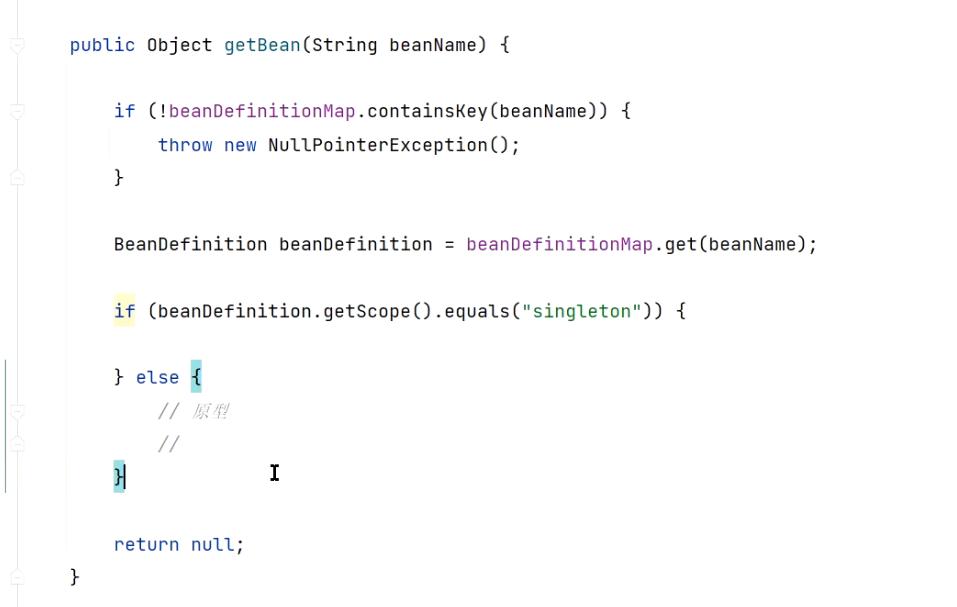 public Object getBean(String beanName) {
if (!beanDefinitionMap.containsKey(beanName)) {
throw new NullPointerException();
}
BeanDefinition beanDefinition = beanDefinitionMap.get(beanName);
if (beanDefinition.getScope().equals("singleton")) {
} else {
// 原型
//
}
return null;
}